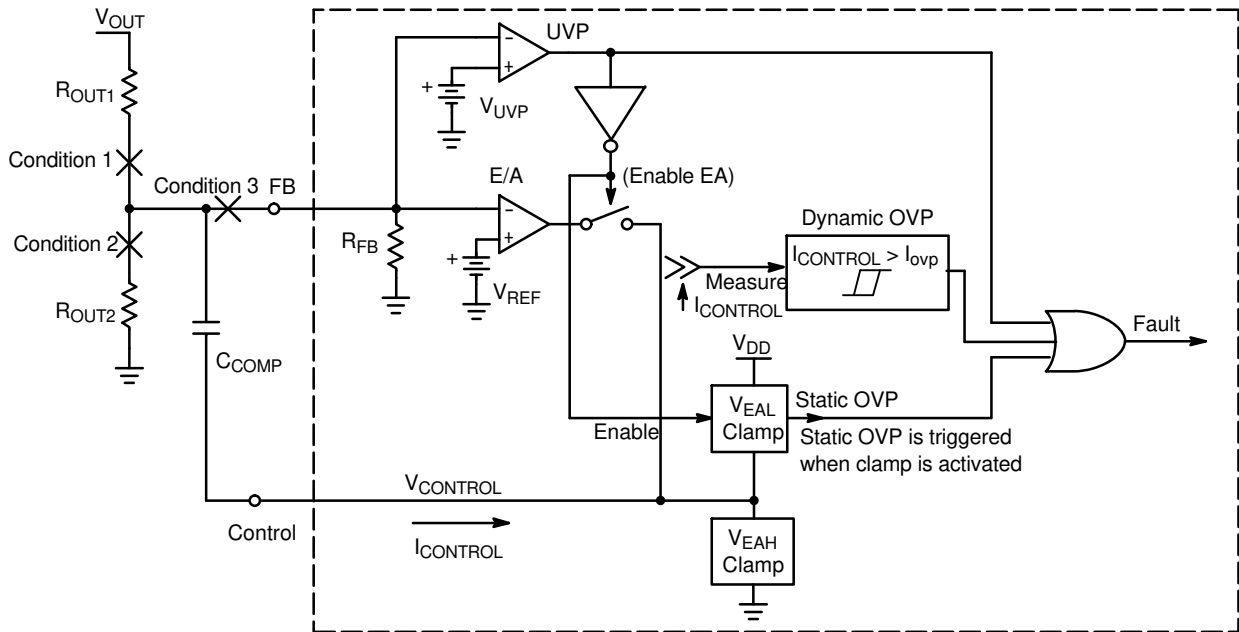 VOUT
ROUT1
Condition 1
Condition 3 FB
Condition 2
ROUT2
CCOMP
UVP
+
−
+
VUVP
E/A
(Enable EA)
RFB
−
+
+
VREF
Dynamic OVP
ICONTROL > Iovp
Measure
ICONTROL
Fault
VDD
VEAL
Clamp
Enable
Static OVP
Static OVP is triggered
when clamp is activated
VCONTROL
Control
ICONTROL
VEAH
Clamp